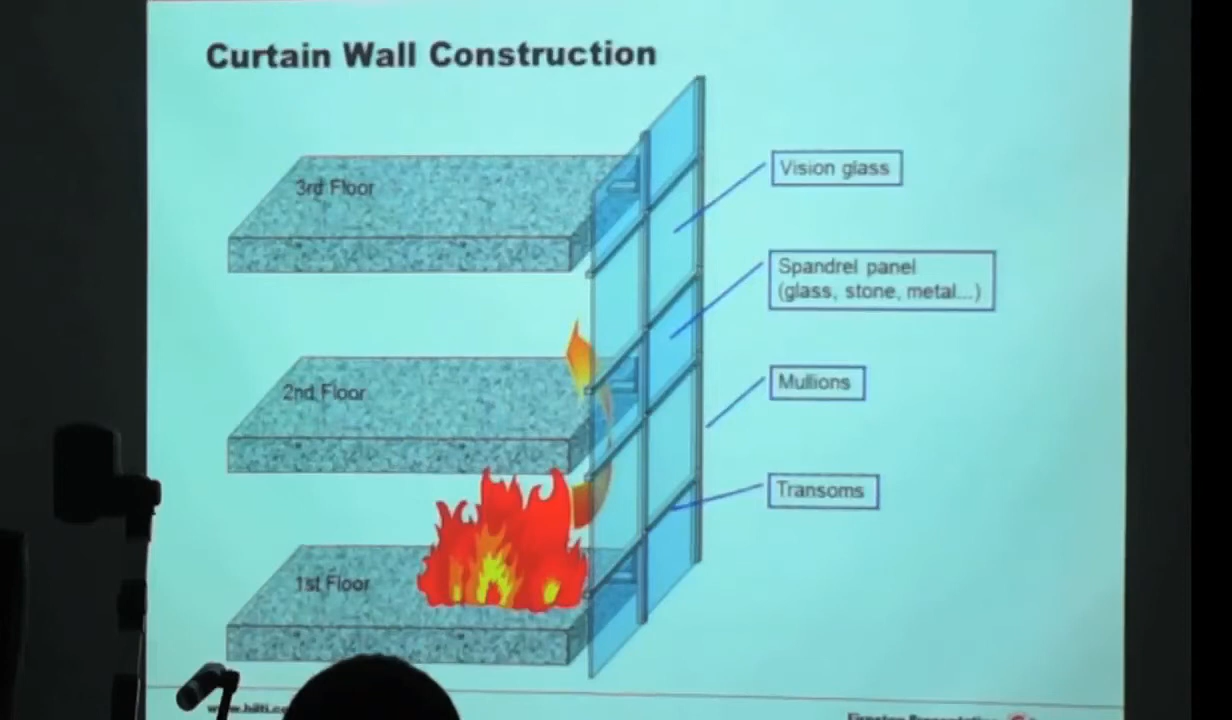 Curtain Wall Construction
3rd Floor
Vision glass
Spandrel panel
(glass, stone, metal...)
2nd Floor
Mullions
Transoms
1st Floor